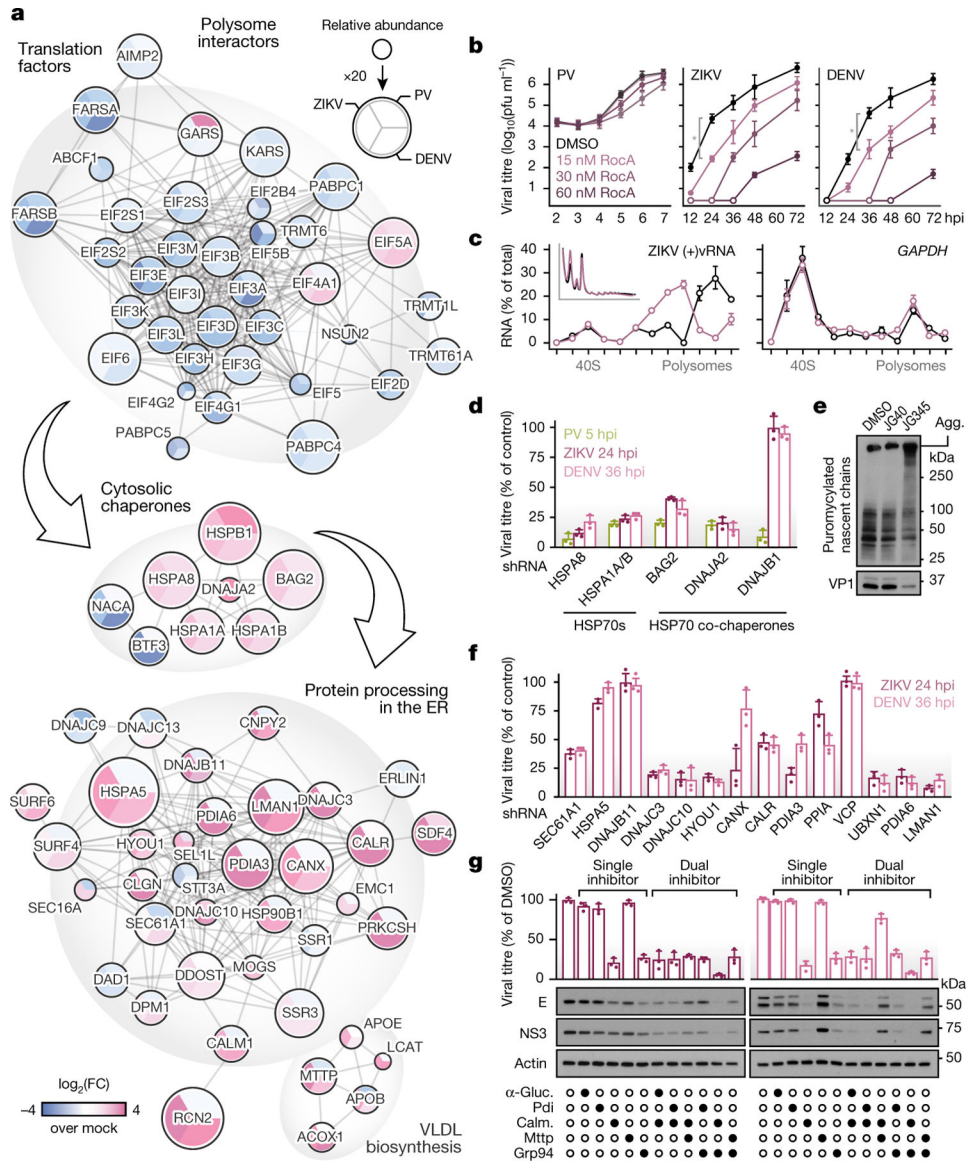 a
Polysome
interactors
Translation
factors
Relative abundance
×20
ZIKV
PV
DENV
AIMP2
FARSA
GARS
ABCF1
KARS
FARSB
EIF2S1
EIF2S3
EIF2B4
PABPC1
TRMT6
EIF5B
EIF5A
EIF2S2
EIF3M
EIF3B
EIF3E
EIF3A
EIF4A1
EIF3I
EIF3K
TRMT1L
EIF3L
EIF3D
EIF3C
NSUN2
EIF6
EIF3H
EIF3G
TRMT61A
EIF4G2
EIF4G1
EIF5
EIF2D
PABPC5
PABPC4
Cytosolic
chaperones
HSPB1
HSPA8
DNAJA2
BAG2
NACA
BTF3
HSPA1A
HSPA1B
Protein processing
in the ER
DNAJC9
DNAJC13
CNPY2
DNAJB11
ERLIN1
HSPA5
LMAN1
DNAJC3
SURF6
PDIA6
SDF4
SURF4
HYOU1
SEL1L
PDIA3
CANX
CALR
CLGN
STT3A
EMC1
SEC16A
DNAJC10
HSP90B1
PRKCSH
SEC61A1
SSR1
DAD1
DDOST
MOGS
DPM1
SSR3
CALM1
APOE
LCAT
MTTP
APOB
RCN2
ACOX1
VLDL
biosynthesis
log2(FC)
−4
4
over mock
b
Viral titre (log10(pfu ml−1))
6
5
4
3
2
1
PV
DMSO
15 nM RocA
30 nM RocA
60 nM RocA
2 3 4 5 6 7
ZIKV
*
12 24 36 48 60 72
DENV
*
12 24 36 48 60 72 hpi
c
RNA (% of total)
40
30
20
10
0
ZIKV (+)vRNA
40S
Polysomes
GAPDH
40S
Polysomes
d
Viral titre (% of control)
100
75
50
25
0
PV 5 hpi
ZIKV 24 hpi
DENV 36 hpi
shRNA
HSPA8
HSPA1A/B
BAG2
DNAJA2
DNAJB1
HSP70s
HSP70 co-chaperones
e
DMSO
JG40
JG345
Agg.
kDa
250
100
50
25
37
Puromycylated
nascent chains
VP1
f
Viral titre (% of control)
100
75
50
25
0
ZIKV 24 hpi
DENV 36 hpi
shRNA
SEC61A1
HSPA5
DNAJB11
DNAJC3
DNAJC10
HYOU1
CANX
CALR
PDIA3
PPIA
VCP
UBXN1
PDIA6
LMAN1
g
Viral titre (% of DMSO)
100
50
0
Single
inhibitor
Dual
inhibitor
Single
inhibitor
Dual
inhibitor
kDa
E
50
NS3
75
Actin
50
α-Gluc.
Pdi
Calm.
Mttp
Grp94